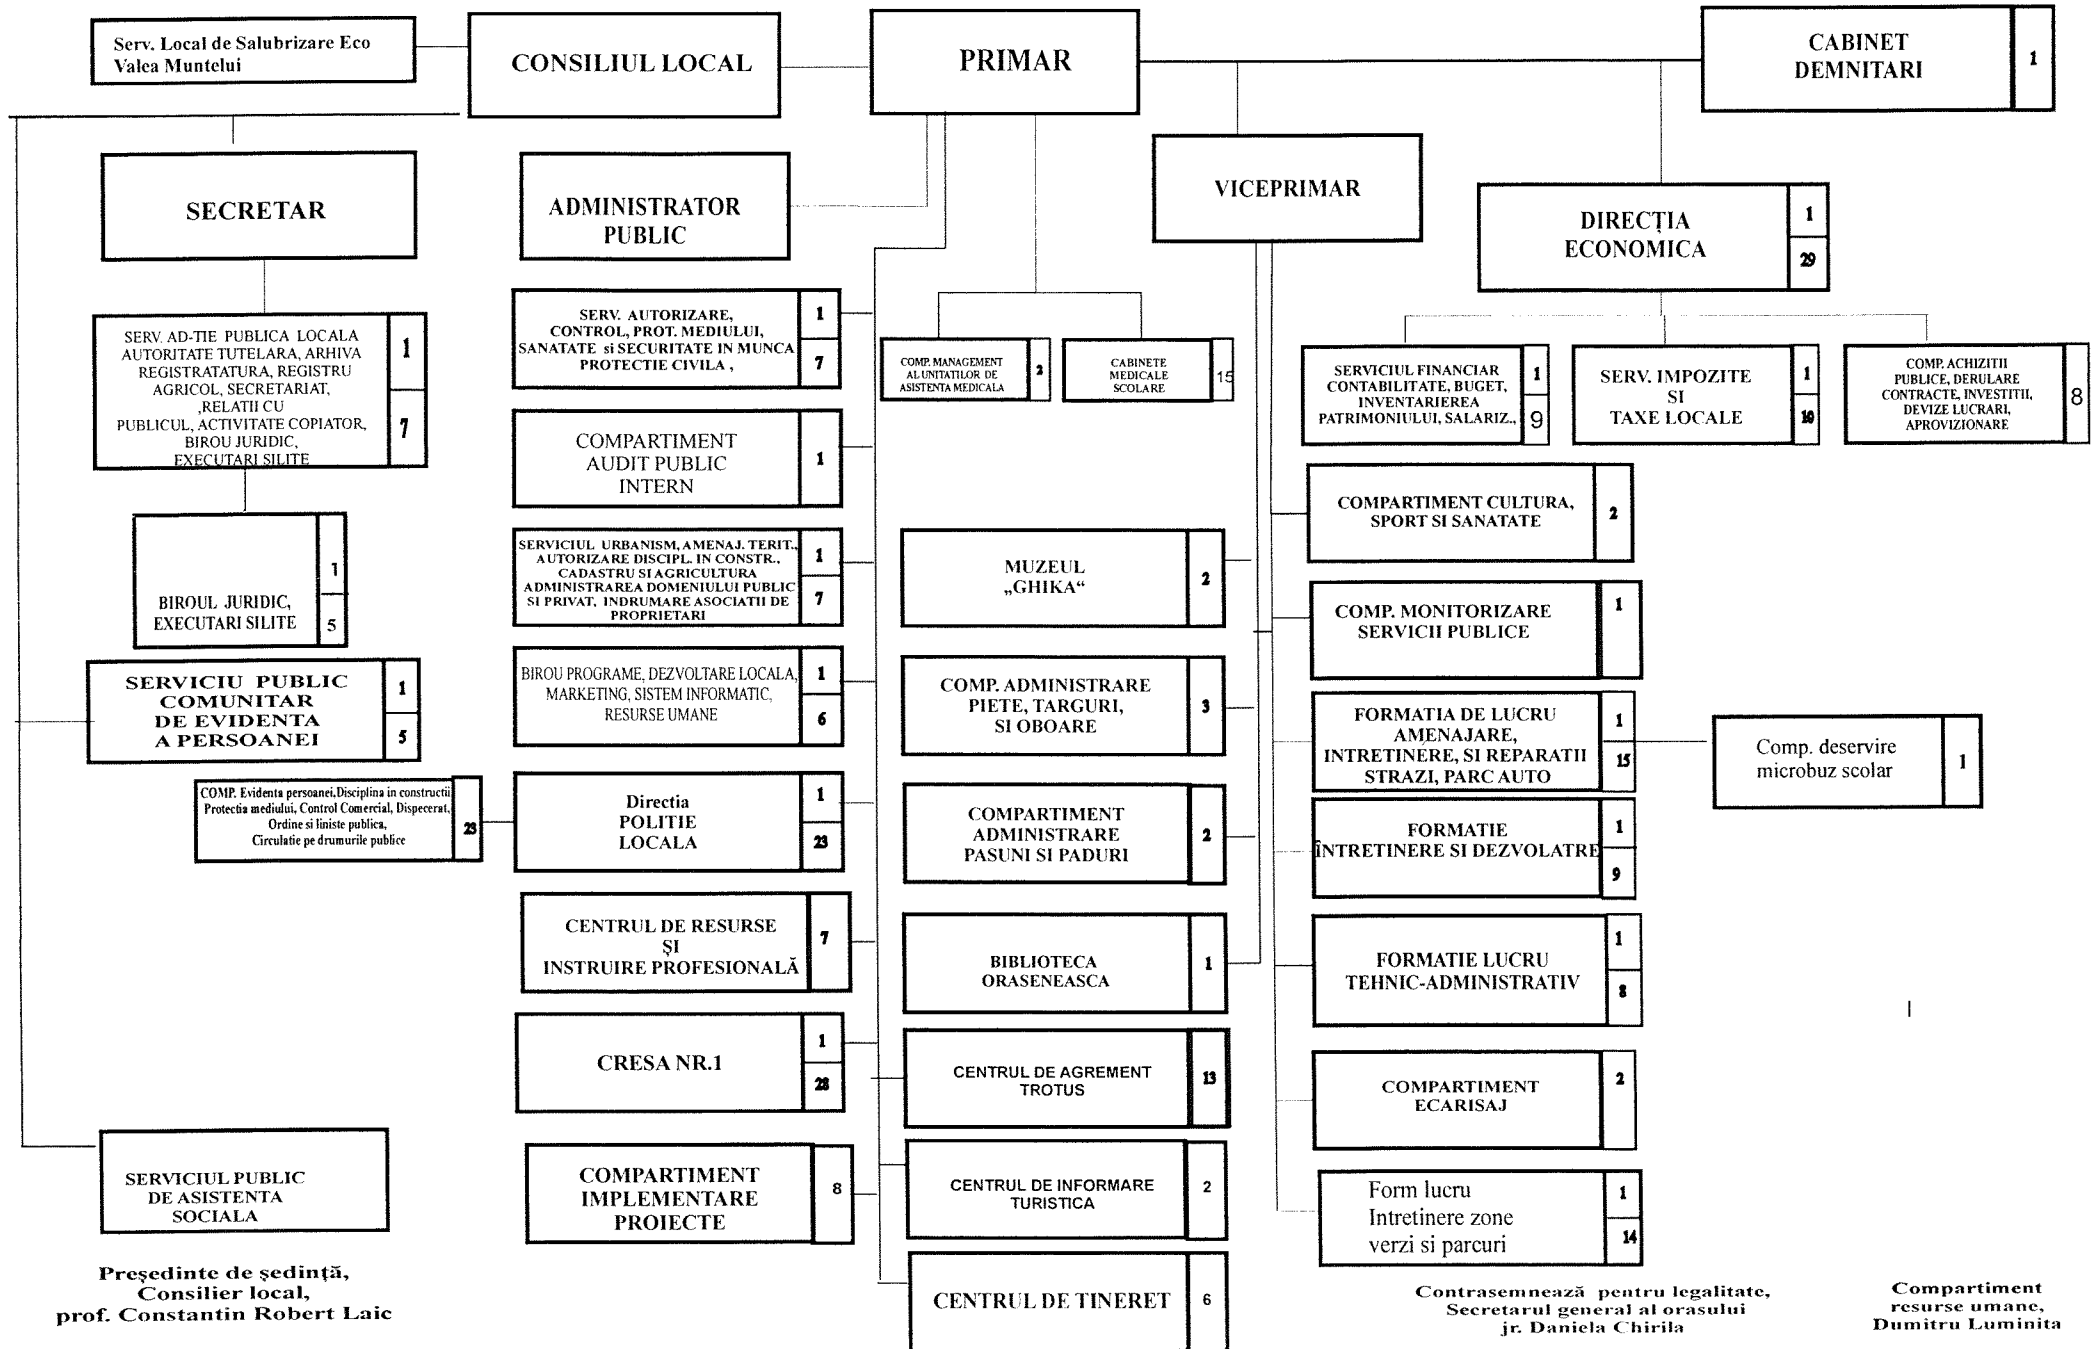 Serv. Local de Salubrizare Eco
Valea Muntelui
CONSILIUL LOCAL
PRIMAR
CABINET
DEMNITARI
1
SECRETAR
ADMINISTRATOR
PUBLIC
VICEPRIMAR
DIRECȚIA
ECONOMICA
1
29
SERV. AD-TIE PUBLICA LOCALA
AUTORITATE TUTELARA, ARHIVA
REGISTRATATURA, REGISTRU
AGRICOL, SECRETARIAT,
,RELATII CU
PUBLICUL, ACTIVITATE COPIATOR,
BIROU JURIDIC,
EXECUTARI SILITE
1
7
BIROUL JURIDIC,
EXECUTARI SILITE
1
5
SERVICIU PUBLIC
COMUNITAR
DE EVIDENTA
A PERSOANEI
1
5
COMP. Evidenta persoanei,Disciplina in constructii
Protectia mediului, Control Comercial, Dispecerat,
Ordine si liniste publica,
Circulatie pe drumurile publice
23
SERVICIUL PUBLIC
DE ASISTENTA
SOCIALA
SERV. AUTORIZARE,
CONTROL, PROT. MEDIULUI,
SANATATE si SECURITATE IN MUNCA
PROTECTIE CIVILA ,
1
7
COMPARTIMENT
AUDIT PUBLIC
INTERN
1
SERVICIUL URBANISM, AMENAJ. TERIT.,
AUTORIZARE DISCIPL. IN CONSTR.,
CADASTRU SI AGRICULTURA
ADMINISTRAREA DOMENIULUI PUBLIC
SI PRIVAT, INDRUMARE ASOCIATII DE
PROPRIETARI
1
7
BIROU PROGRAME, DEZVOLTARE LOCALA,
MARKETING, SISTEM INFORMATIC,
RESURSE UMANE
1
6
Directia
POLITIE
LOCALA
1
23
CENTRUL DE RESURSE
ȘI
INSTRUIRE PROFESIONALĂ
7
CRESA NR.1
1
28
COMPARTIMENT
IMPLEMENTARE
PROIECTE
8
COMP. MANAGEMENT
AL UNITATILOR DE
ASISTENTA MEDICALA
2
CABINETE
MEDICALE
SCOLARE
15
MUZEUL
„GHIKA“
2
COMP. ADMINISTRARE
PIETE, TARGURI,
SI OBOARE
3
COMPARTIMENT
ADMINISTRARE
PASUNI SI PADURI
2
BIBLIOTECA
ORASENEASCA
1
CENTRUL DE AGREMENT
TROTUS
13
CENTRUL DE INFORMARE
TURISTICA
2
CENTRUL DE TINERET
6
SERVICIUL FINANCIAR
CONTABILITATE, BUGET,
INVENTARIEREA
PATRIMONIULUI, SALARIZ.,
1
9
SERV. IMPOZITE
SI
TAXE LOCALE
1
10
COMP. ACHIZITII
PUBLICE, DERULARE
CONTRACTE, INVESTITII,
DEVIZE LUCRARI,
APROVIZIONARE
8
COMPARTIMENT CULTURA,
SPORT SI SANATATE
2
COMP. MONITORIZARE
SERVICII PUBLICE
1
FORMATIA DE LUCRU
AMENAJARE,
INTRETINERE, SI REPARATII
STRAZI, PARC AUTO
1
15
Comp. deservire
microbuz scolar
1
FORMATIE
ÎNTRETINERE SI DEZVOLATRE
1
9
FORMATIE LUCRU
TEHNIC-ADMINISTRATIV
1
8
COMPARTIMENT
ECARISAJ
2
Form lucru
Intretinere zone
verzi si parcuri
1
14
Președinte de ședință,
Consilier local,
prof. Constantin Robert Laic
Contrasemnează pentru legalitate,
Secretarul general al orasului
jr. Daniela Chirila
Compartiment
resurse umane,
Dumitru Luminita